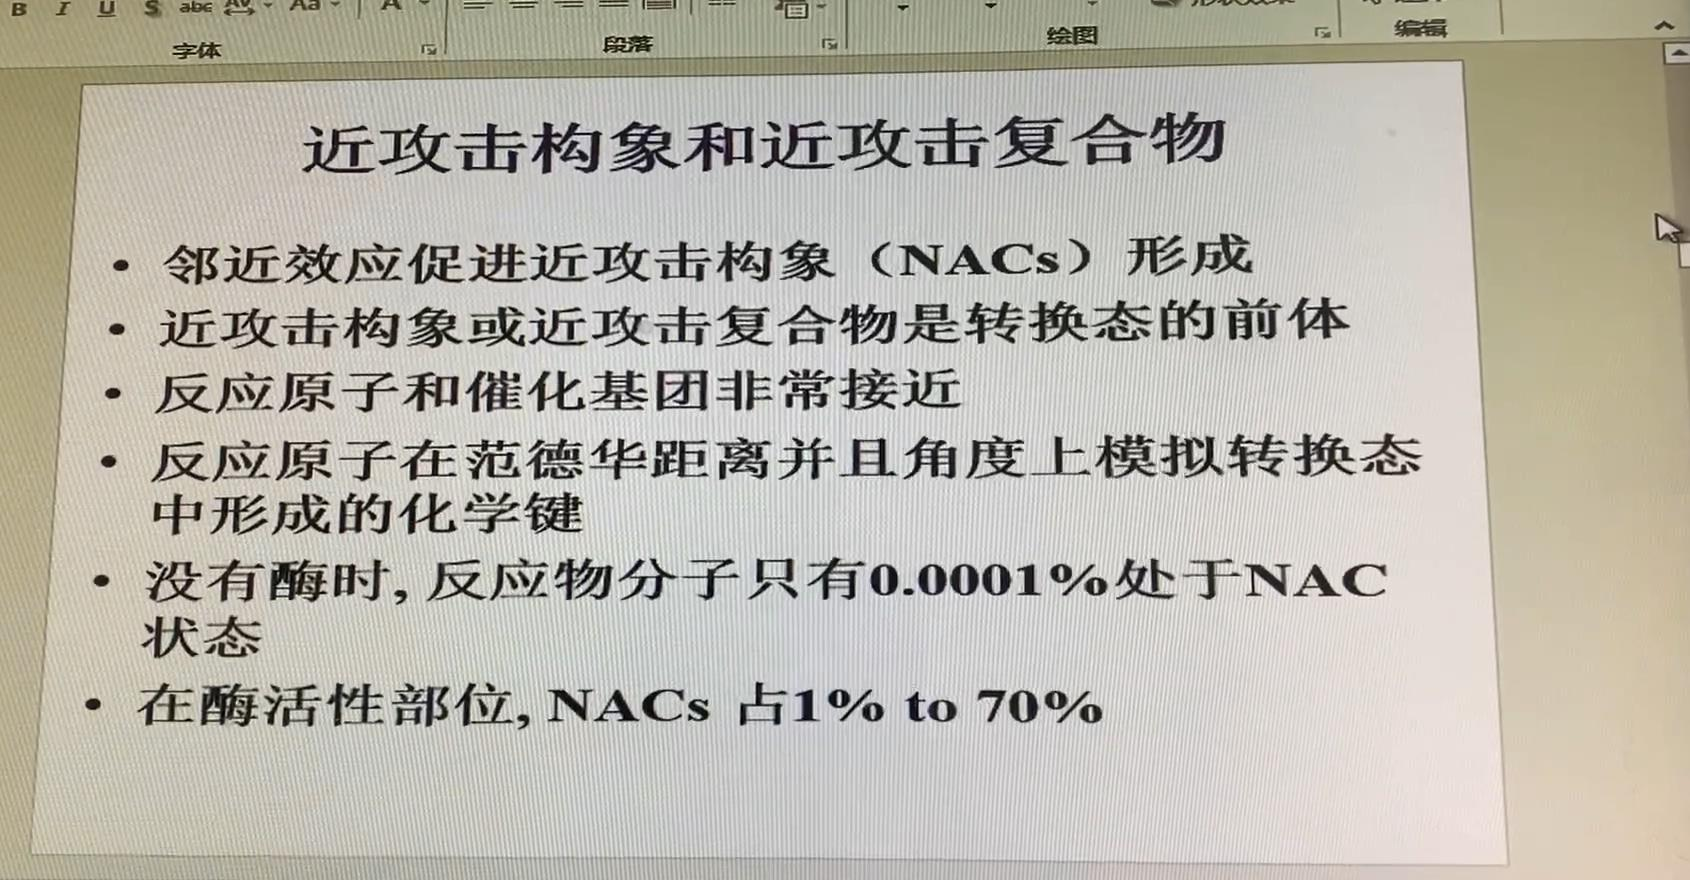 B I U S abc AV Aa A
字体 段落 绘图 编辑
近攻击构象和近攻击复合物
• 邻近效应促进近攻击构象（NACs）形成
• 近攻击构象或近攻击复合物是转换态的前体
• 反应原子和催化基团非常接近
• 反应原子在范德华距离并且角度上模拟转换态
中形成的化学键
• 没有酶时, 反应物分子只有0.0001%处于NAC
状态
• 在酶活性部位, NACs 占1% to 70%